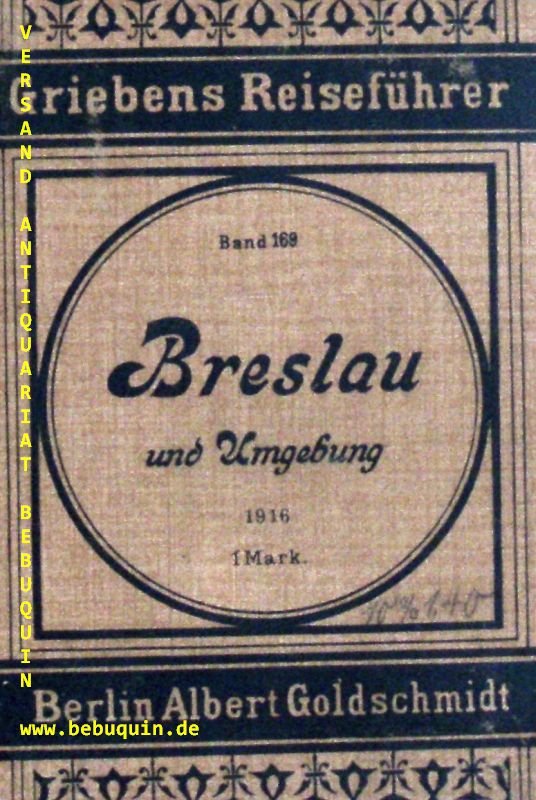 Griebens Reiseführer
Band 169
Breslau
und Umgebung
1916
1 Mark.
Berlin Albert Goldschmidt
VERSAND ANTIQUARIAT BEBUQUIN
www.bebuquin.de